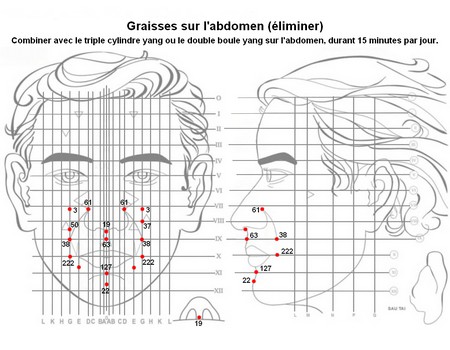 Graisses sur l'abdomen (éliminer)
Combiner avec le triple cylindre yang ou le double boule yang sur l'abdomen, durant 15 minutes par jour.
O
I
II
III
IV
V
VI
VII
VIII
IX
X
XI
XII
61 61
3 3
50 19 37
38 63 38
222 222
127
22
L K H G E D C B A A B C D E G H K L
19
61
63 38
222
127
22